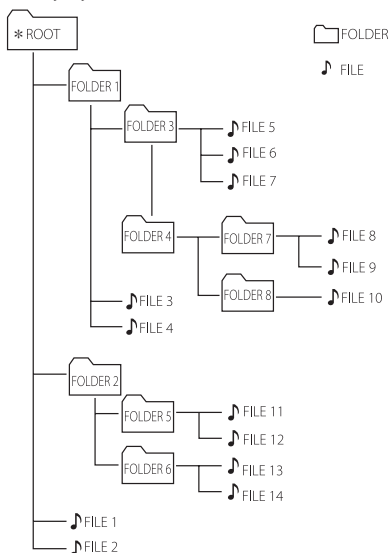 * ROOT
FOLDER
FILE
FOLDER 1
FOLDER 3
FILE 5
FILE 6
FILE 7
FOLDER 4
FOLDER 7
FILE 8
FILE 9
FOLDER 8
FILE 10
FILE 3
FILE 4
FOLDER 2
FOLDER 5
FILE 11
FILE 12
FOLDER 6
FILE 13
FILE 14
FILE 1
FILE 2